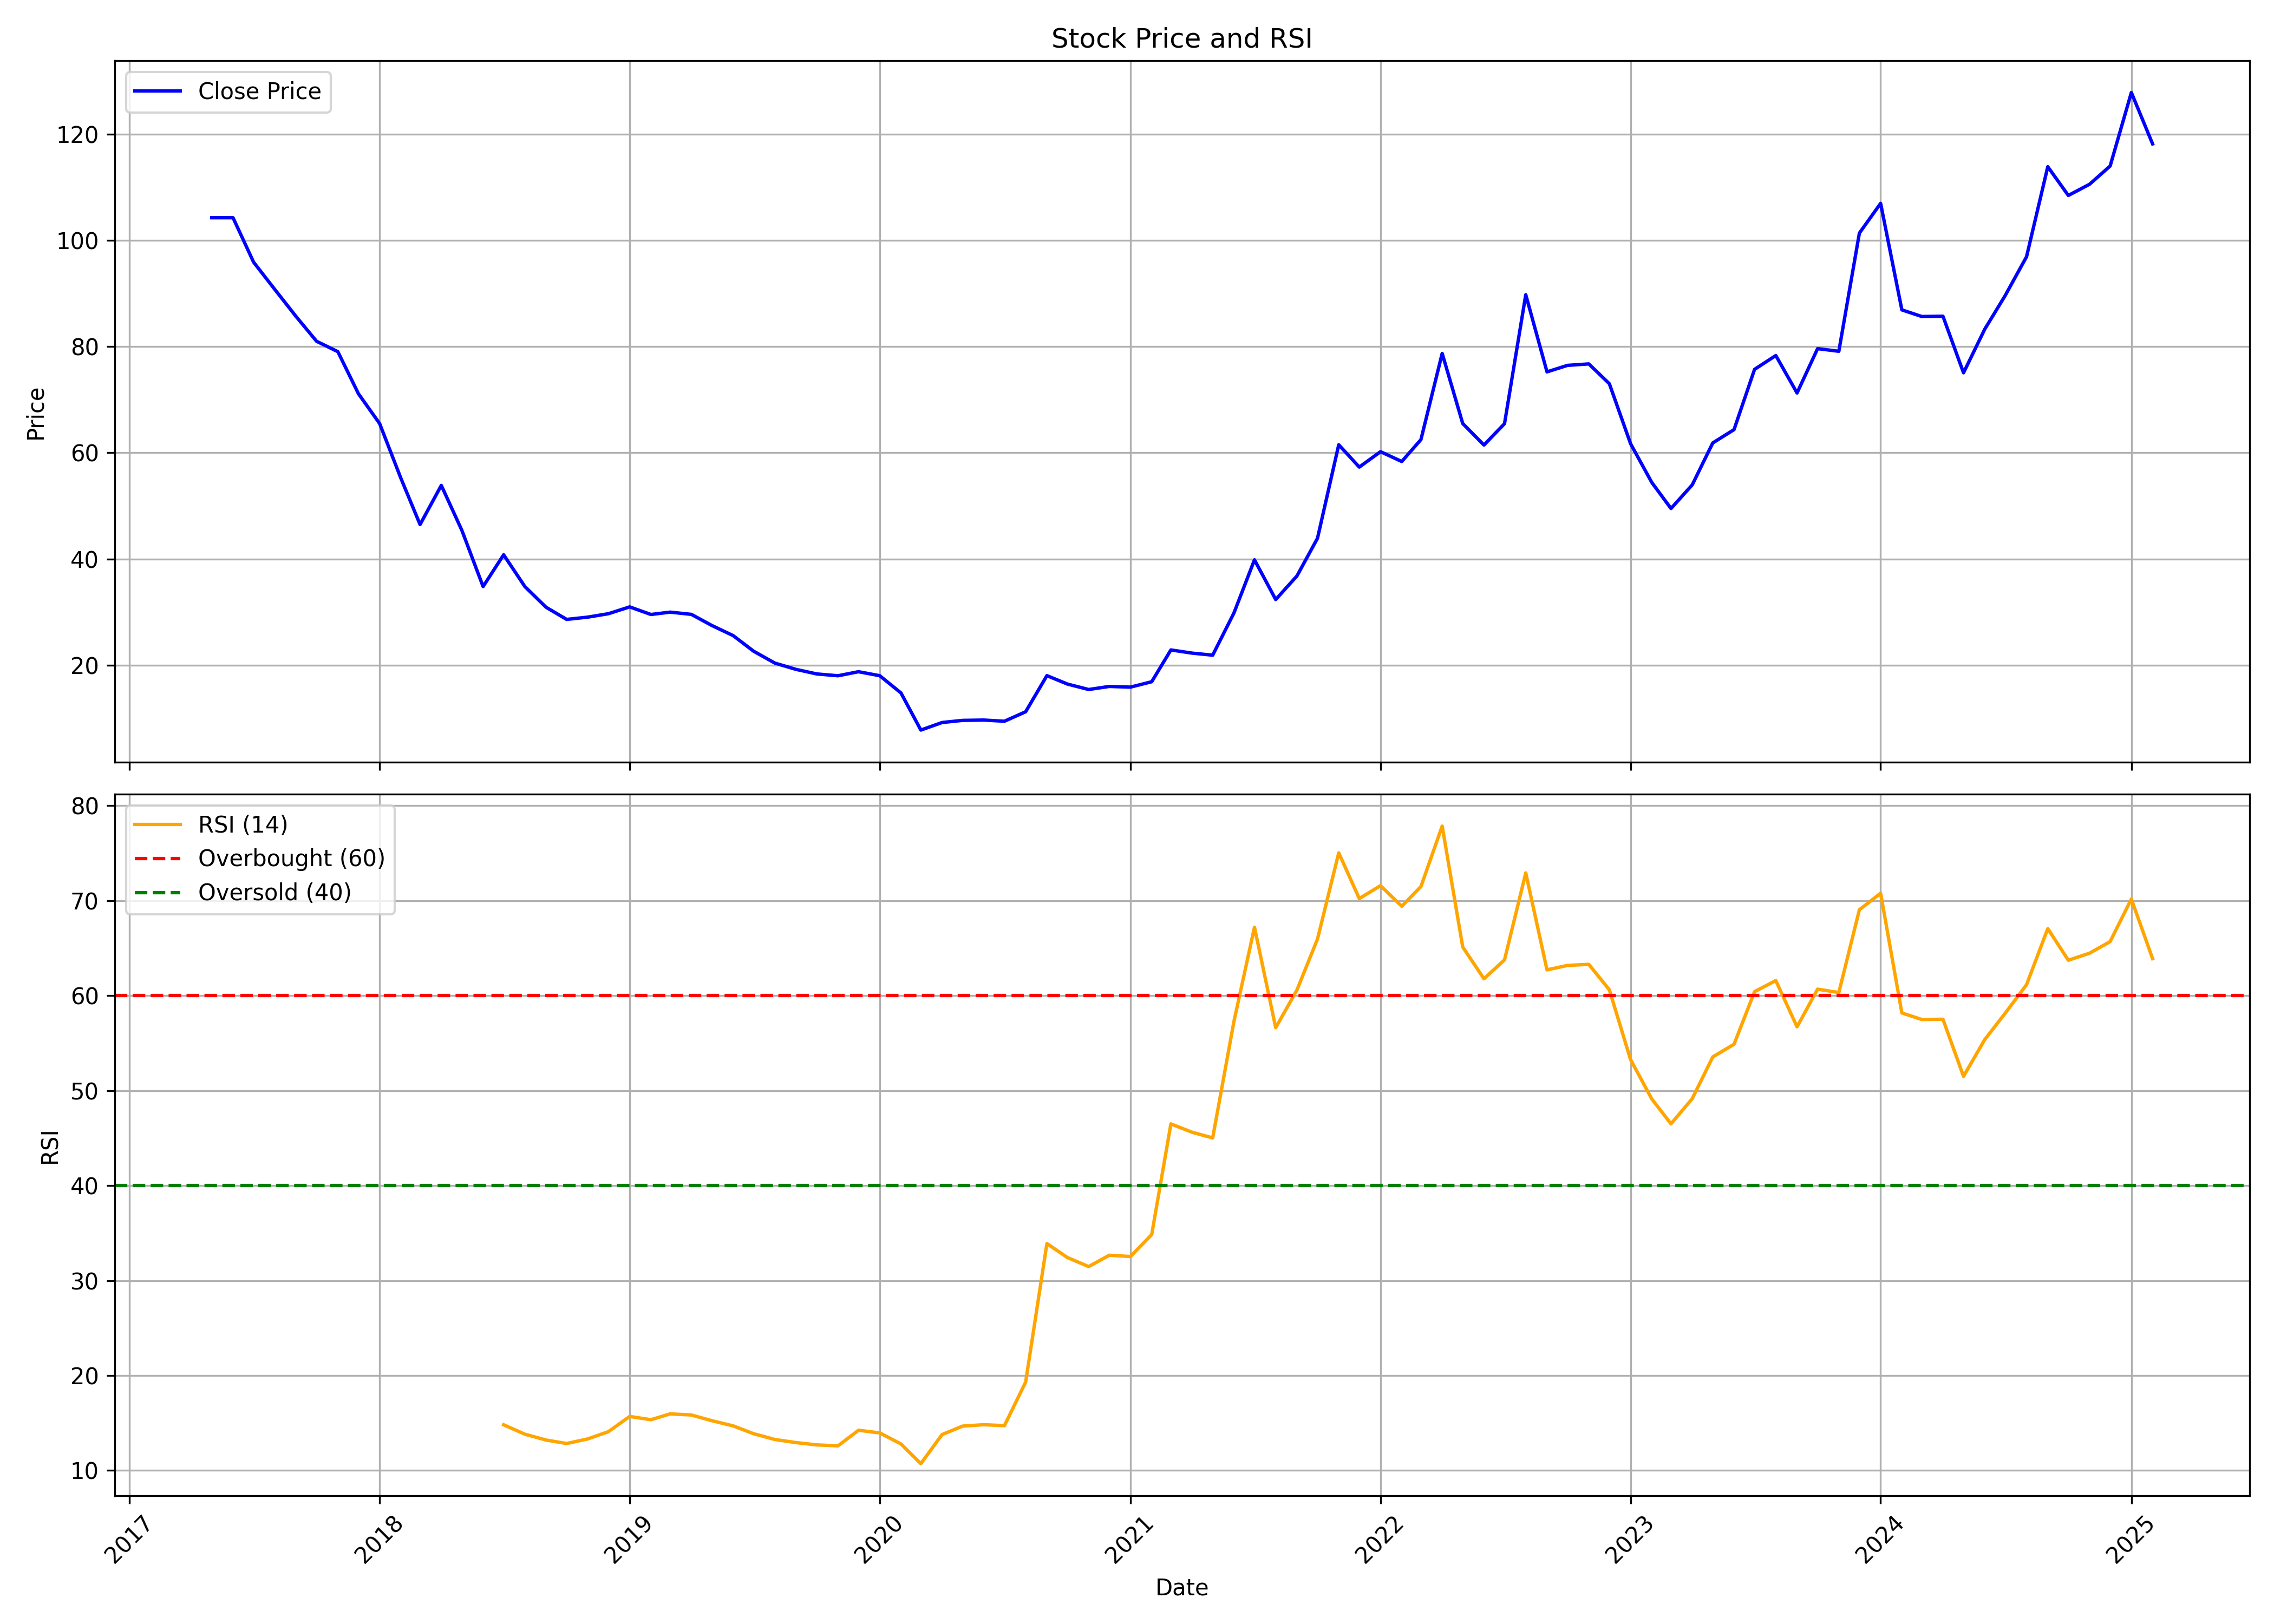 Stock Price and RSI
Close Price
120
100
80
60
40
20
Price
80
70
60
50
40
30
20
10
RSI
RSI (14)
Overbought (60)
Oversold (40)
2017
2018
2019
2020
2021
2022
2023
2024
2025
Date